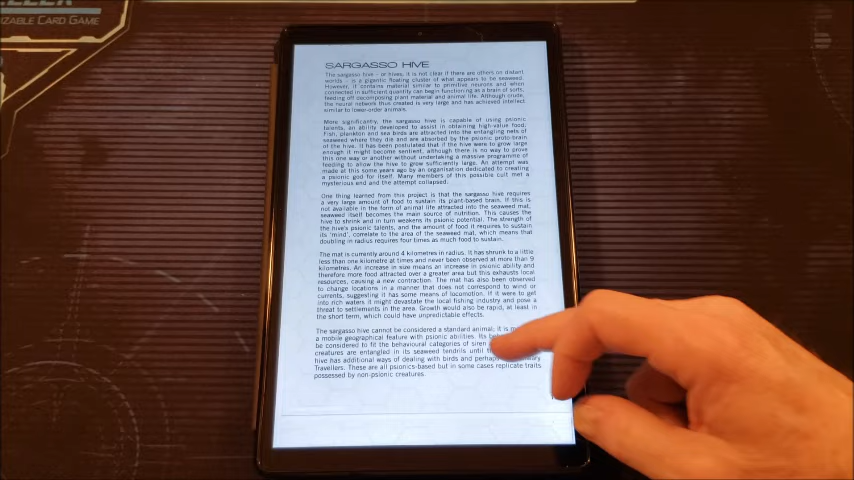 IZABLE CARD GAME
SARGASSO HIVE
The sargasso hive - or hives, it is not clear if there are others on distant
worlds - is a gigantic floating cluster of what appears to be seaweed.
However, it contains material similar to primitive neurons and when
connected in sufficient quantity can begin functioning as a brain of sorts,
feeding off decomposing plant material and animal life. Although crude,
the neural network thus created is very large and has achieved intellect
similar to lower-order animals.
More significantly, the sargasso hive is capable of using psionic
talents, an ability developed to assist in obtaining high-value food.
Fish, plankton and sea birds are attracted into the entangling nets of
seaweed where they die and are absorbed by the psionic proto-brain
of the hive. It has been postulated that if the hive were to grow large
enough it might become sentient, although there is no way to prove
this one way or another without undertaking a massive programme of
feeding to allow the hive to grow sufficiently large. An attempt was
made at this some years ago by an organisation dedicated to creating
a psionic god for itself. Many members of this possible cult met a
mysterious end and the attempt collapsed.
One thing learned from this project is that the sargasso hive requires
a very large amount of food to sustain its plant-based brain. If this is
not available in the form of animal life attracted into the seaweed mat,
seaweed itself becomes the main source of nutrition. This causes the
hive to shrink and in turn weakens its psionic potential. The strength of
the hive's psionic talents, and the amount of food it requires to sustain
its 'mind', correlate to the area of the seaweed mat, which means that
doubling in radius requires four times as much food to sustain.
The mat is currently around 4 kilometres in radius. It has shrunk to a little
less than one kilometre at times and never been observed at more than 9
kilometres. An increase in size means an increase in psionic ability and
therefore more food attracted over a greater area but this exhausts local
resources, causing a new contraction. The mat has also been observed
to change locations in a manner that does not correspond to wind or
currents, suggesting it has some means of locomotion. If it were to get
into rich waters it might devastate the local fishing industry and pose a
threat to settlements in the area. Growth would also be rapid, at least in
the short term, which could have unpredictable effects.
The sargasso hive cannot be considered a standard animal; it is
a mobile geographical feature with psionic abilities. Its
be considered to fit the behavioural categories of siren
creatures are entangled in its seaweed tendrils until
hive has additional ways of dealing with birds and perhaps
Travellers. These are all psionics-based but in some cases replicate traits
possessed by non-psionic creatures.